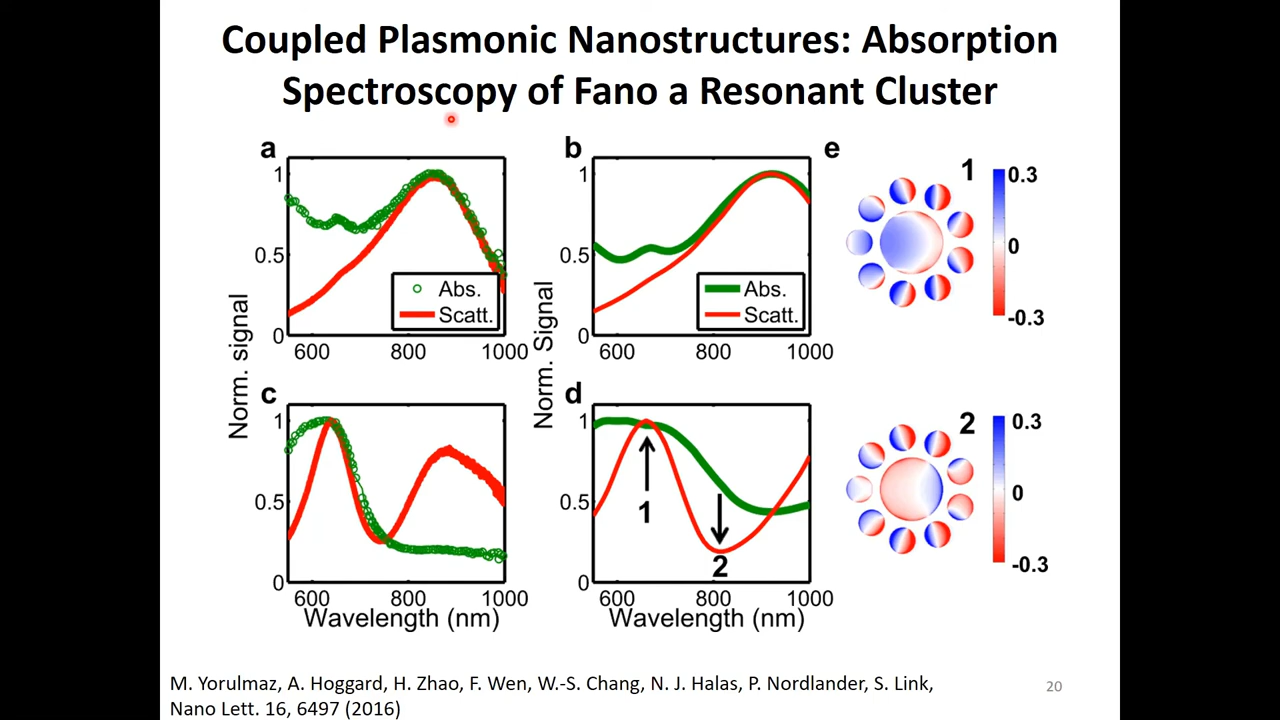 Coupled Plasmonic Nanostructures: Absorption
Spectroscopy of Fano a Resonant Cluster
a
1
0.5
0
600
800
1000
Abs.
Scatt.
b
1
0.5
0
600
800
1000
Abs.
Scatt.
e
1
0.3
0
-0.3
Norm. signal
Norm. Signal
c
1
0.5
0
600
800
1000
Wavelength (nm)
d
1
0.5
0
1
2
600
800
1000
Wavelength (nm)
2
0.3
0
-0.3
M. Yorulmaz, A. Hoggard, H. Zhao, F. Wen, W.-S. Chang, N. J. Halas, P. Nordlander, S. Link,
Nano Lett. 16, 6497 (2016)
20